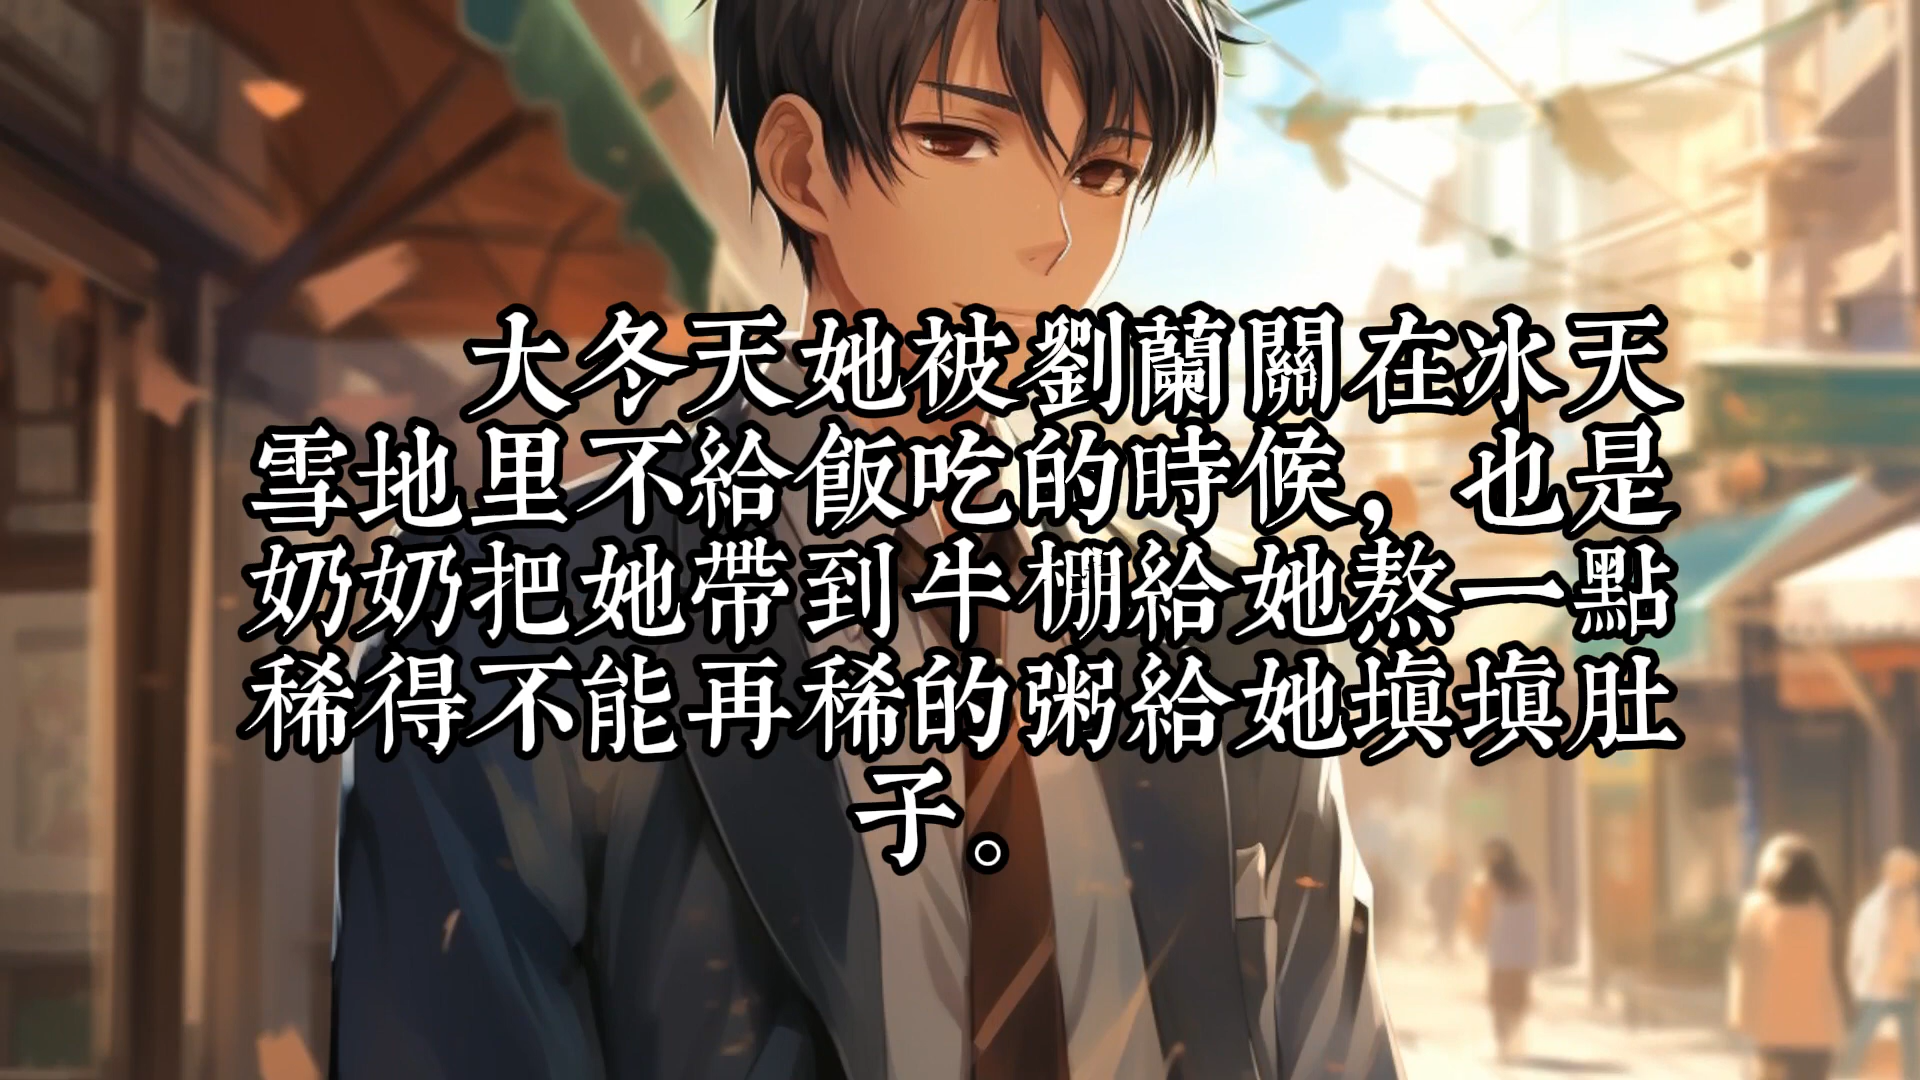 大冬天她被劉蘭關在冰天
雪地里不給飯吃的時候，也是
奶奶把她帶到牛棚給她熬一點
稀得不能再稀的粥給她填填肚
子。